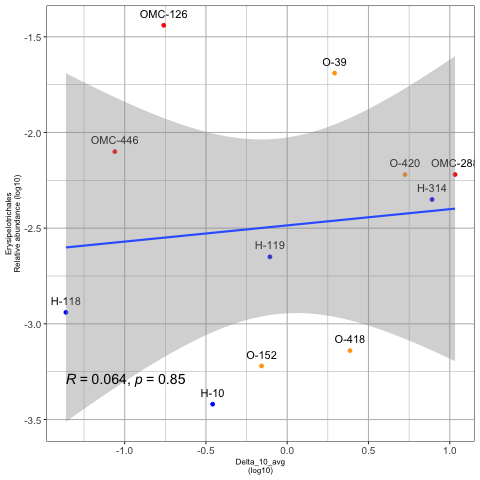 OMC-126
-1.5
O-39
-2.0
OMC-446
O-420
OMC-288
H-314
Erysipelotrichales
Relative abundance (log10)
-2.5
H-119
H-118
-3.0
O-418
O-152
R = 0.064, p = 0.85
H-10
-3.5
-1.0
-0.5
0.0
0.5
1.0
Delta_10_avg
(log10)